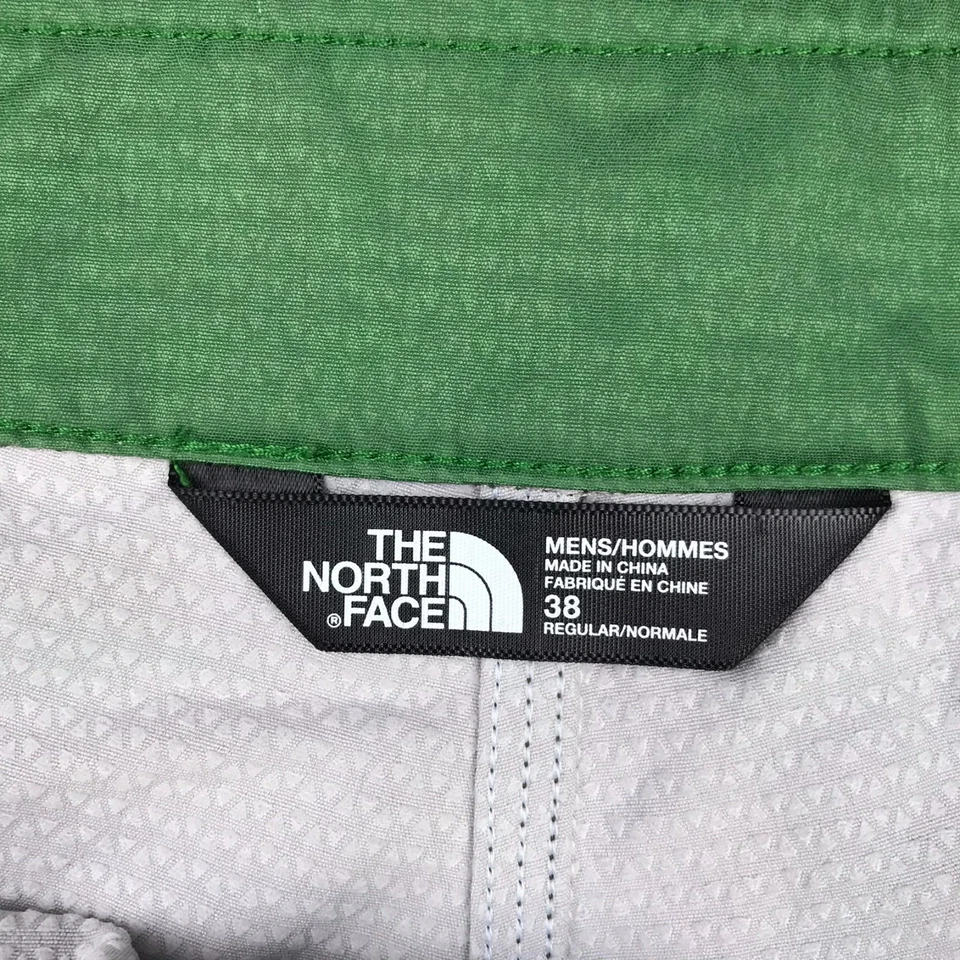 THE
NORTH
®FACE
MENS/HOMMES
MADE IN CHINA
FABRIQUÉ EN CHINE
38
REGULAR/NORMALE